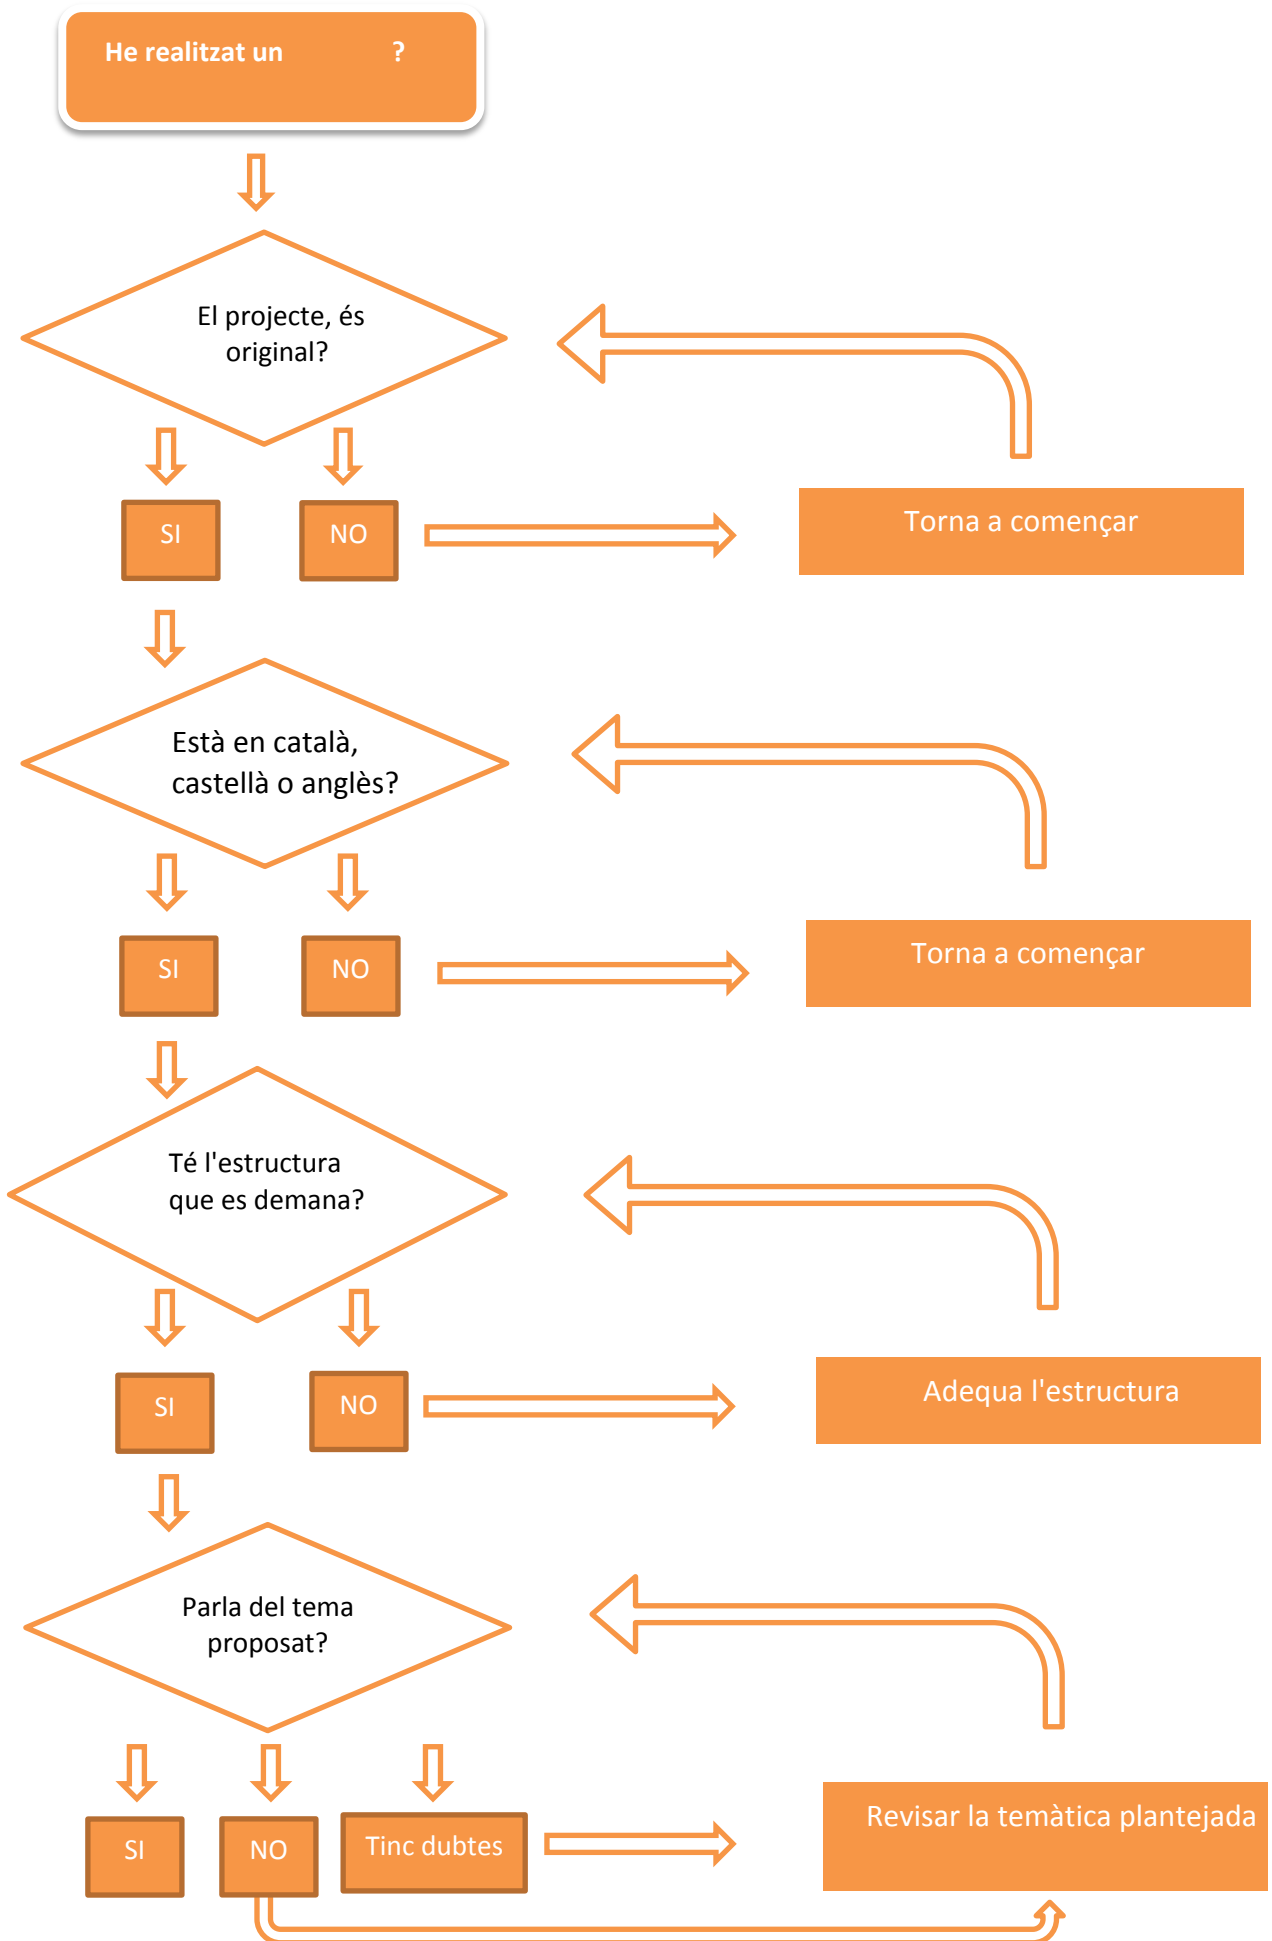 He realitzat un ?
El projecte, és
original?
SI
NO
Torna a començar
Està en català,
castellà o anglès?
SI
NO
Torna a començar
Té l'estructura
que es demana?
SI
NO
Adequa l'estructura
Parla del tema
proposat?
SI
NO
Tinc dubtes
Revisar la temàtica plantejada